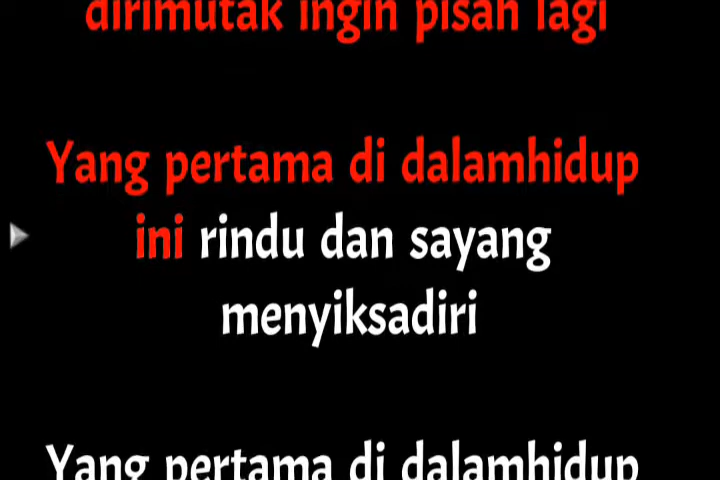 dirimutak ingin pisah lagi
Yang pertama di dalamhidup
ini rindu dan sayang
menyiksadiri
Yang pertama di dalamhidup